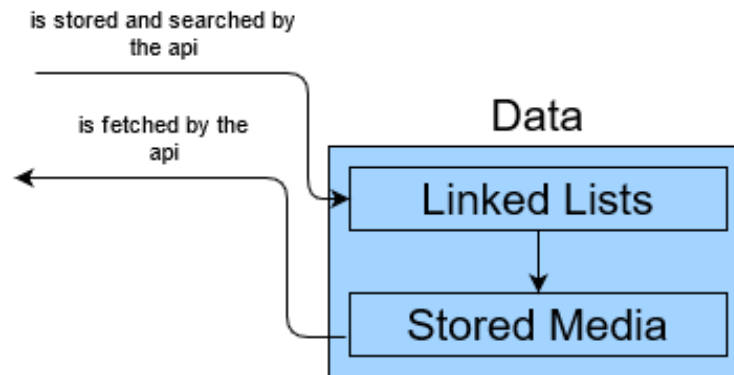 is stored and searched by
the api
is fetched by the
api
Data
Linked Lists
Stored Media